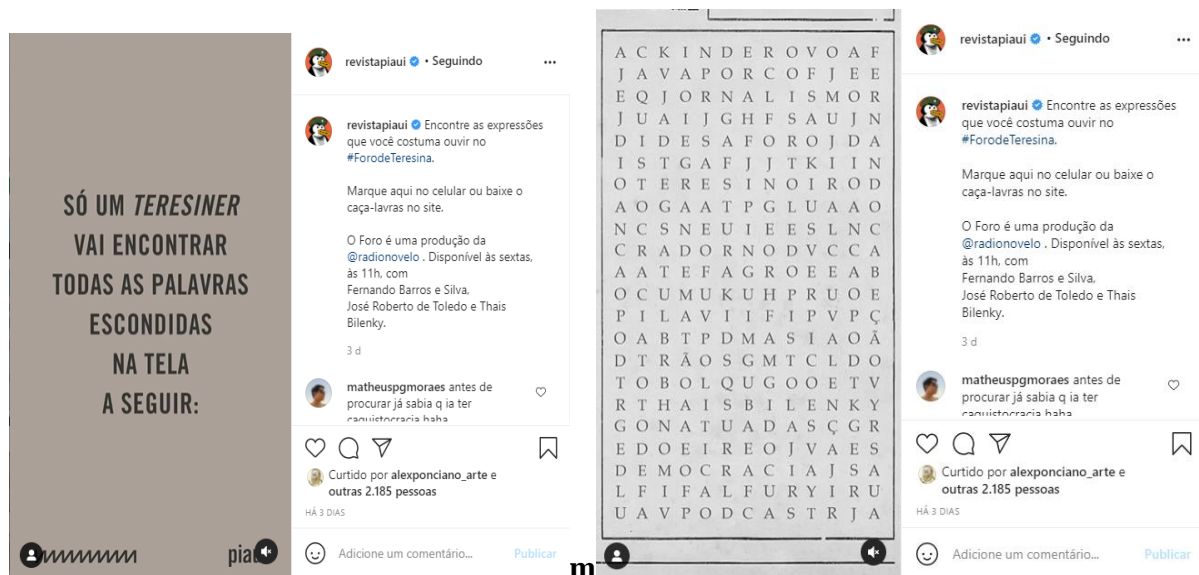 SÓ UM TERESINER
VAI ENCONTRAR
TODAS AS PALAVRAS
ESCONDIDAS
NA TELA
A SEGUIR:
revistapiaui • Seguindo
revistapiaui Encontre as expressões
que você costuma ouvir no
#ForodeTeresina.
Marque aqui no celular ou baixe o
caça-lavras no site.
O Foro é uma produção da
@radionovelo . Disponível às sextas,
às 11h, com
Fernando Barros e Silva,
José Roberto de Toledo e Thais
Bilenky.
3 d
matheuspgmoraes antes de
procurar já sabia q ia ter
caquistocracia haha
Curtido por alexponciano_arte e
outras 2.185 pessoas
HÁ 3 DIAS
Adicione um comentário... Publicar
m
A C K I N D E R O V O A F
J A V A P O R C O F J E E
E Q J O R N A L I S M O R
J U A I J G H F S A U J N
D I D E S A F O R O J D A
I S T G A F J J T K I I N
O T E R E S I N O I R O D
A O G A A T P G L U A A O
N C S N E U I E E S L N C
C R A D O R N O D V C C A
A A T E F A G R O E E A B
O C U M U K U H P R U O E
P I L A V I I F I P V P Ç
O A B T P D M A S I A O Ã
D T R Ã O S G M T C L D O
T O B O L Q U G O O E T V
R T H A I S B I L E N K Y
G O N A T U A D A S Ç G R
E D O E I R E O J V A E S
D E M O C R A C I A J S A
L F I F A L F U R Y I R U
U A V P O D C A S T R J A
revistapiaui • Seguindo
revistapiaui Encontre as expressões
que você costuma ouvir no
#ForodeTeresina.
Marque aqui no celular ou baixe o
caça-lavras no site.
O Foro é uma produção da
@radionovelo . Disponível às sextas,
às 11h, com
Fernando Barros e Silva,
José Roberto de Toledo e Thais
Bilenky.
3 d
matheuspgmoraes antes de
procurar já sabia q ia ter
caquistocracia haha
Curtido por alexponciano_arte e
outras 2.185 pessoas
HÁ 3 DIAS
Adicione um comentário... Publicar